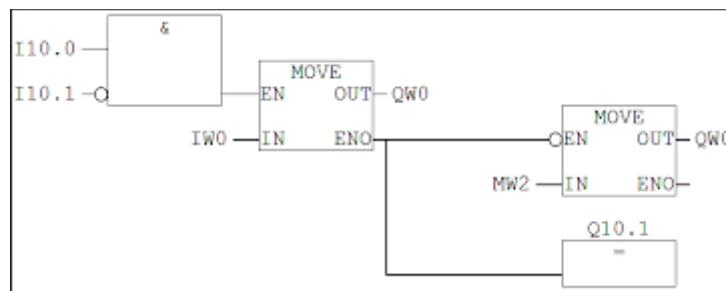 &
I10.0
MOVE
I10.1
EN OUT QW0
MOVE
IW0 IN ENO
EN OUT QW0
MW2 IN ENO
Q10.1
=